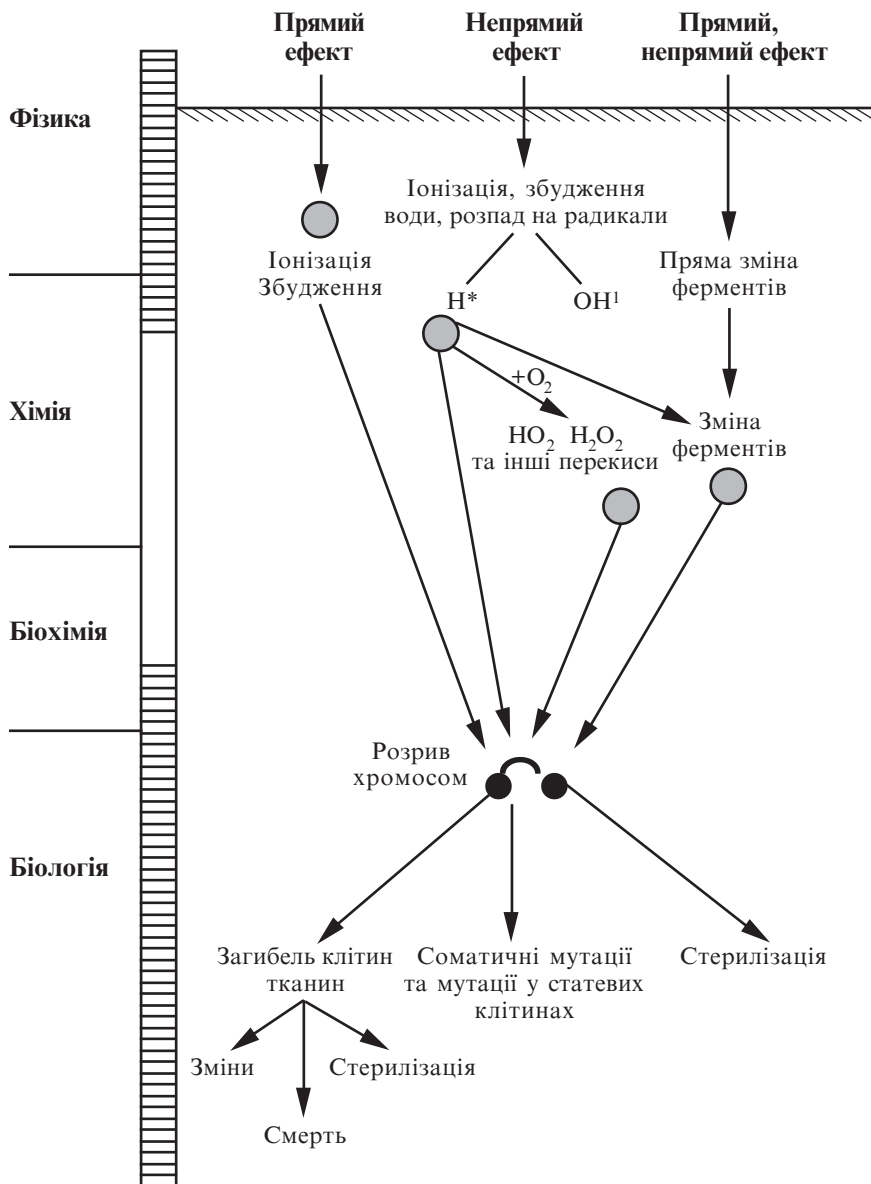 Прямий
ефект
Непрямий
ефект
Прямий,
непрямий ефект
Фізика
Іонізація, збудження
води, розпад на радикали
Іонізація
Збудження
Пряма зміна
ферментів
H*
OH¹
Хімія
+O₂
HO₂ H₂O₂
та інші перекиси
Зміна
ферментів
Біохімія
Розрив
хромосом
Біологія
Загибель клітин
тканин
Соматичні мутації
та мутації у статевих
клітинах
Стерилізація
Зміни
Стерилізація
Смерть